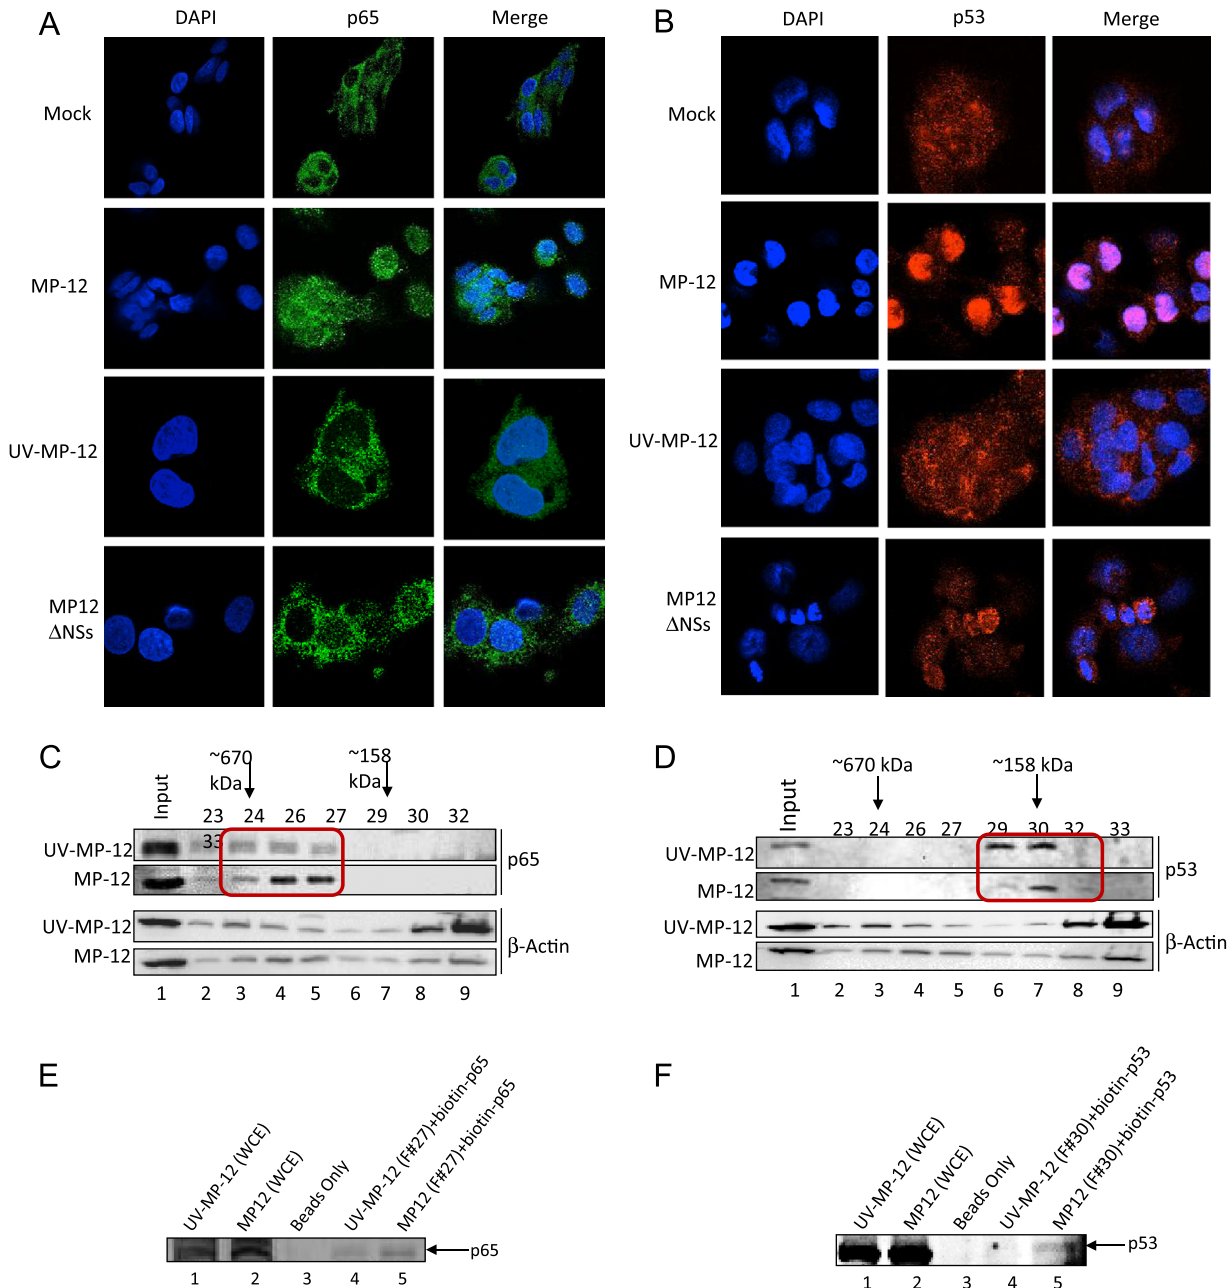 A
DAPI p65 Merge
Mock
MP-12
UV-MP-12
MP12
ΔNSs
B
DAPI p53 Merge
Mock
MP-12
UV-MP-12
MP12
ΔNSs
C
~670
kDa
~158
kDa
Input
23 24 26 27 29 30 32
33
UV-MP-12
MP-12
p65
UV-MP-12
MP-12
β-Actin
1 2 3 4 5 6 7 8 9
D
~670 kDa ~158 kDa
Input
23 24 26 27 29 30 32 33
UV-MP-12
MP-12
p53
UV-MP-12
MP-12
β-Actin
1 2 3 4 5 6 7 8 9
E
UV-MP-12 (WCE)
MP12 (WCE)
Beads Only
UV-MP-12 (F#27)+biotin-p65
MP12 (F#27)+biotin-p65
p65
1 2 3 4 5
F
UV-MP-12 (WCE)
MP12 (WCE)
Beads Only
UV-MP-12 (F#30)+biotin-p53
MP12 (F#30)+biotin-p53
p53
1 2 3 4 5